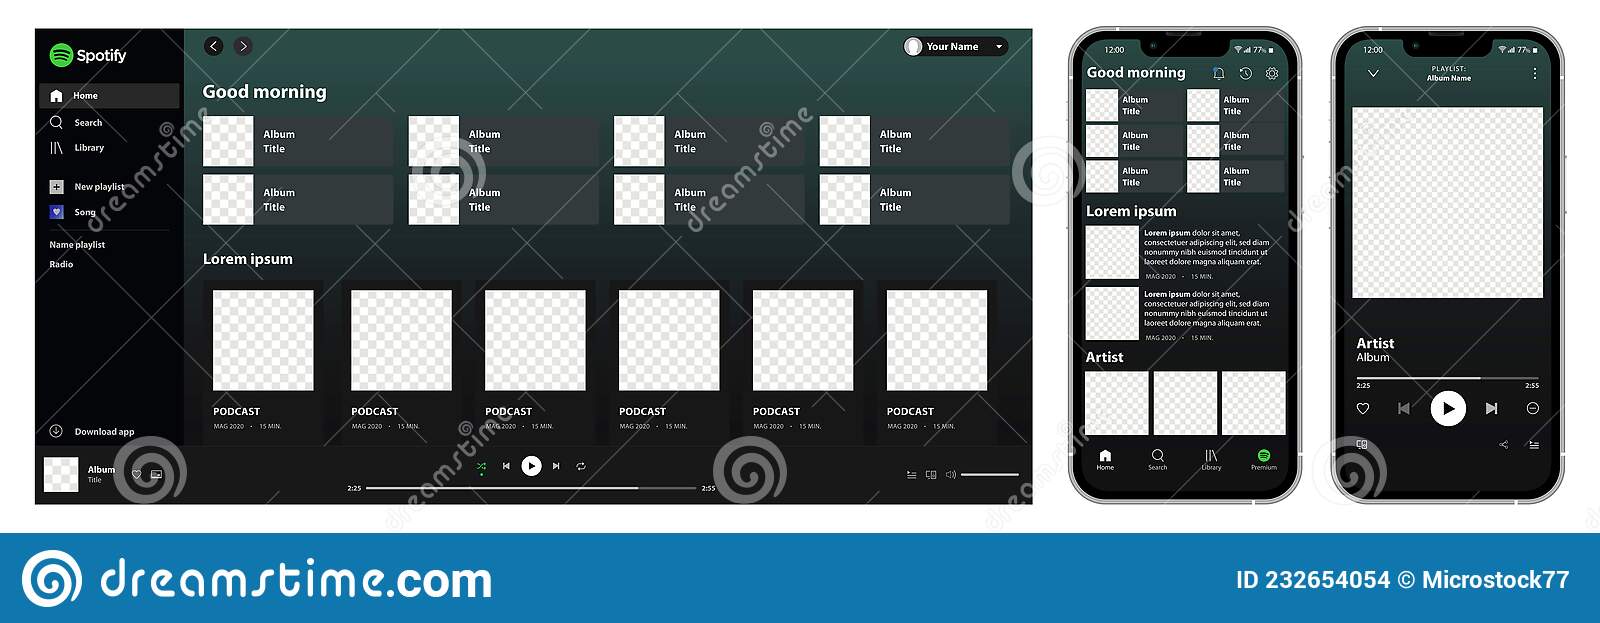 Spotify
Home
Search
Library
New playlist
Song
Name playlist
Radio
Download app
Your Name
Good morning
Album
Title
Album
Title
Album
Title
Album
Title
Album
Title
Album
Title
Album
Title
Album
Title
Lorem ipsum
PODCAST
MAG 2020 • 15 MIN.
PODCAST
MAG 2020 • 15 MIN.
PODCAST
MAG 2020 • 15 MIN.
PODCAST
MAG 2020 • 15 MIN.
PODCAST
MAG 2020 • 15 MIN.
PODCAST
MAG 2020 • 15 MIN.
Album
Title
2:25
2:55
12:00
77%
Good morning
Album
Title
Album
Title
Album
Title
Album
Title
Album
Title
Album
Title
Lorem ipsum
Lorem ipsum dolor sit amet,
consectetuer adipiscing elit, sed diam
nonummy nibh euismod tincidunt ut
laoreet dolore magna aliquam erat.
MAG 2020 • 15 MIN.
Lorem ipsum dolor sit amet,
consectetuer adipiscing elit, sed diam
nonummy nibh euismod tincidunt ut
laoreet dolore magna aliquam erat.
MAG 2020 • 15 MIN.
Artist
Home
Search
Library
Premium
12:00
77%
PLAYLIST:
Album Name
Artist
Album
2:25
2:55
dreamstime
dreamstime
dreamstime
dreamstime
dreamstime
dreamstime
dreamstime.com
ID 232654054 © Microstock77